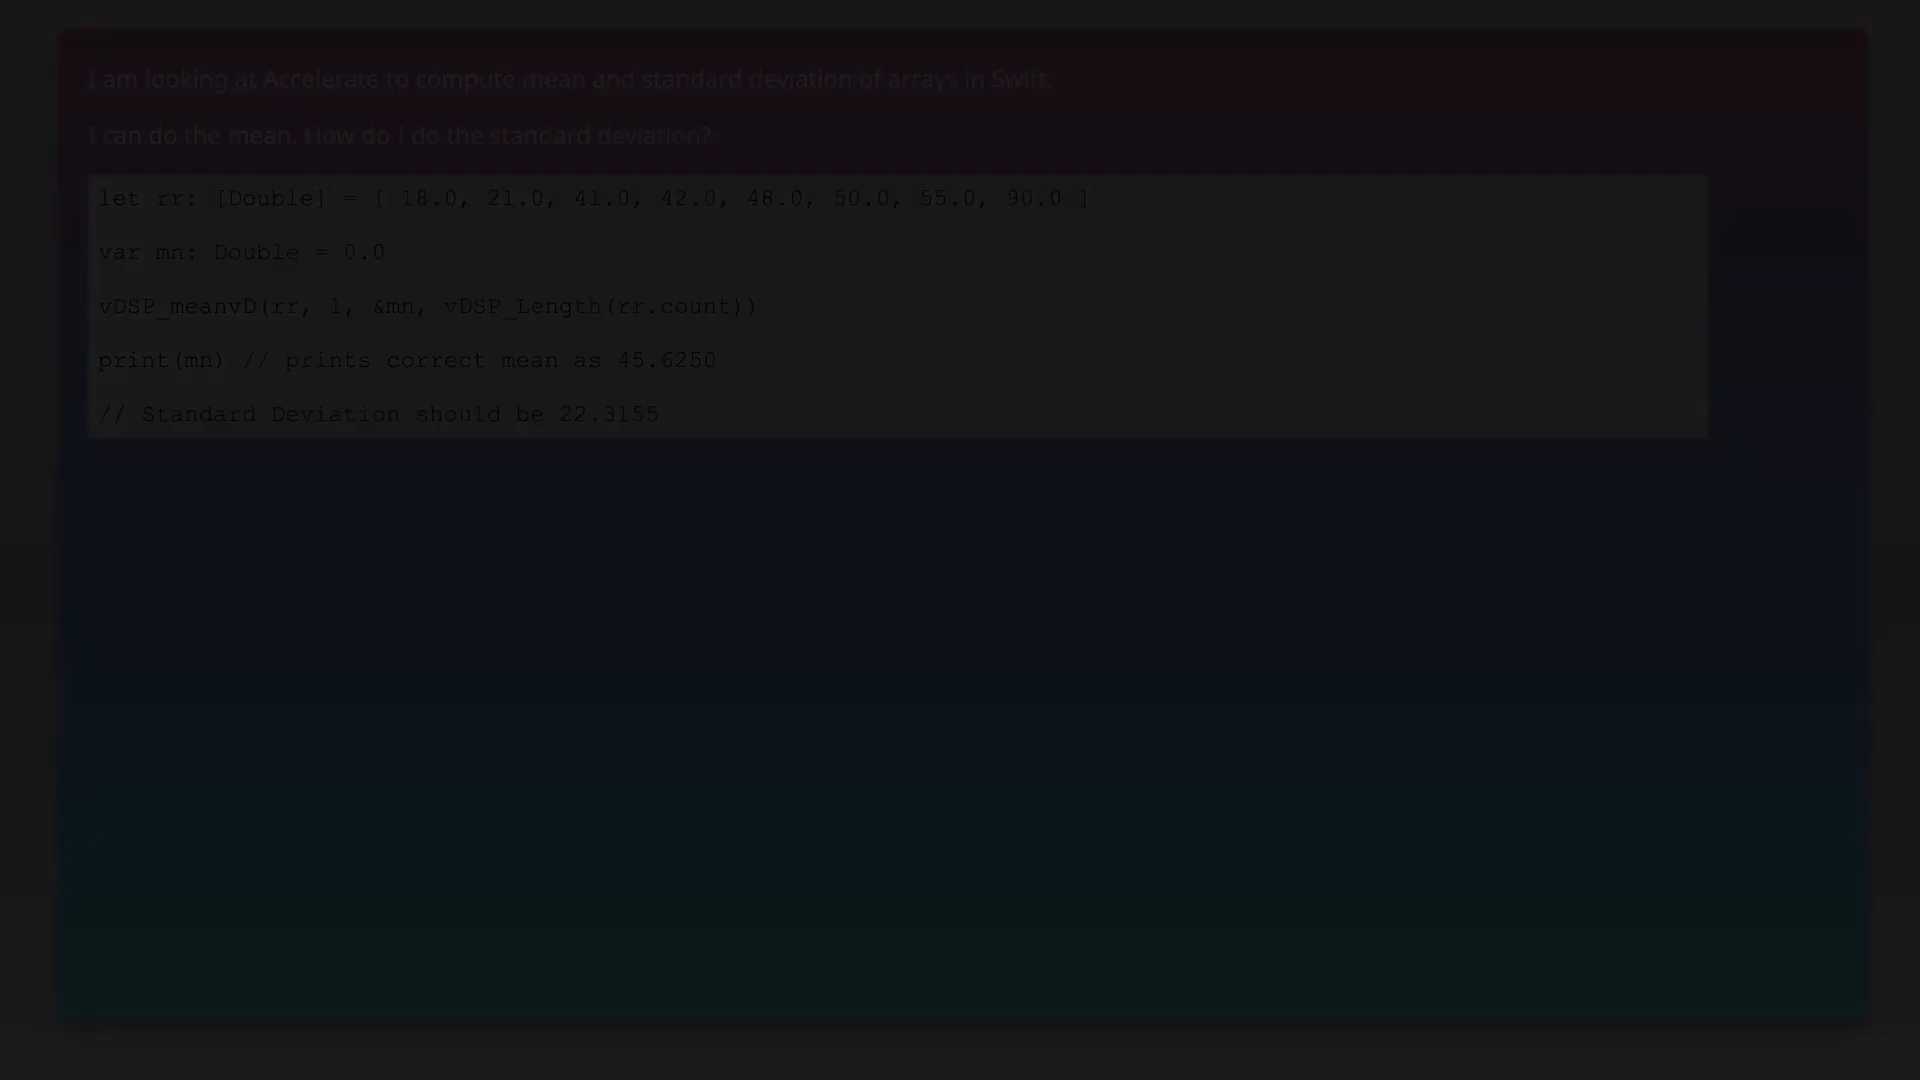 I am looking at Accelerate to compute mean and standard deviation of arrays in Swift.
I can do the mean. How do I do the standard deviation?
let rr: [Double] = [ 18.0, 21.0, 41.0, 42.0, 48.0, 50.0, 55.0, 90.0 ]
var mn: Double = 0.0
vDSP_meanvD(rr, 1, &mn, vDSP_Length(rr.count))
print(mn) // prints correct mean as 45.6250
// Standard Deviation should be 22.3155